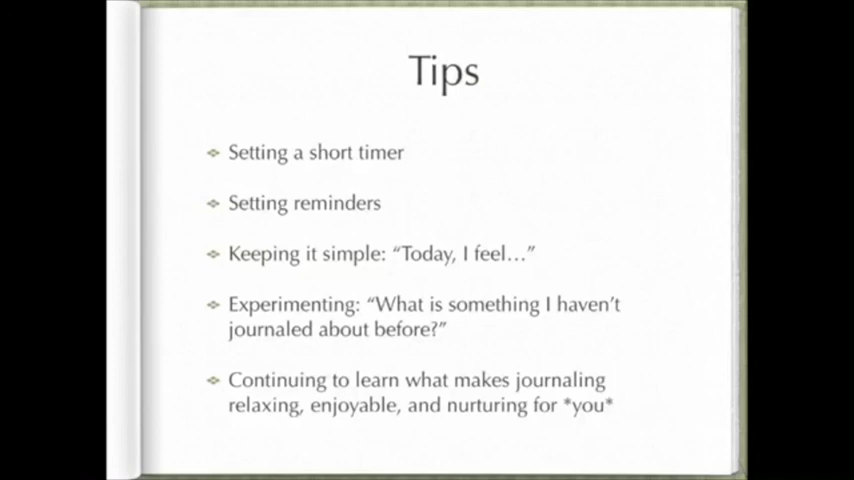 Tips
Setting a short timer
Setting reminders
Keeping it simple: “Today, I feel…”
Experimenting: “What is something I haven’t
journaled about before?”
Continuing to learn what makes journaling
relaxing, enjoyable, and nurturing for *you*